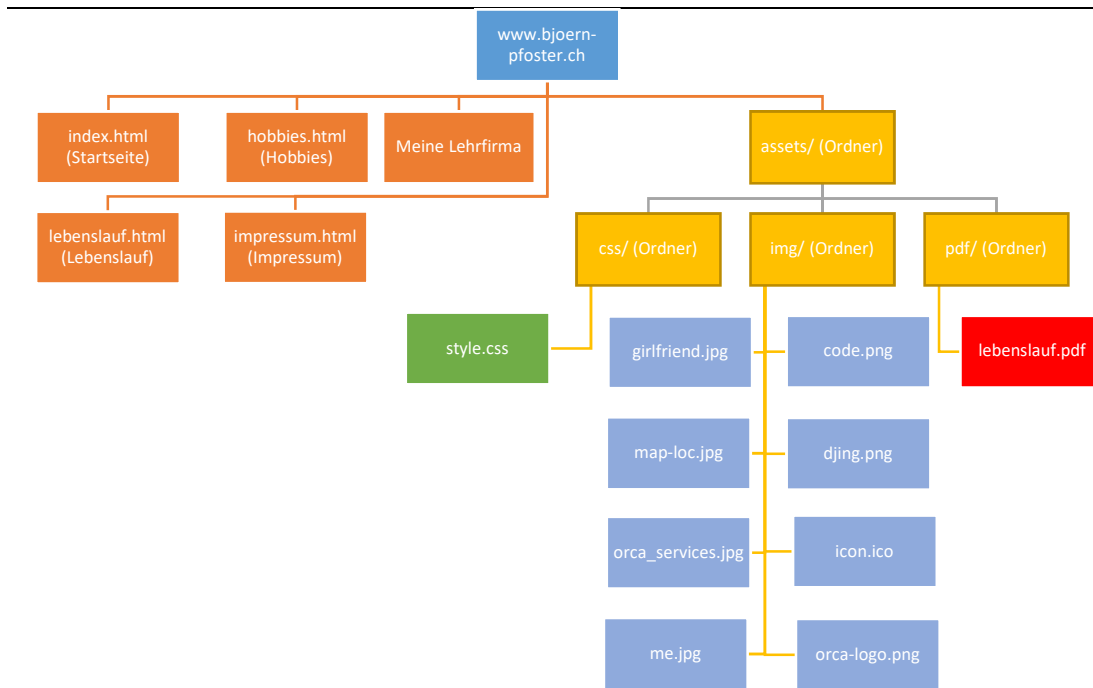 www.bjoern-
pfoster.ch
index.html
(Startseite)
hobbies.html
(Hobbies)
Meine Lehrfirma
assets/ (Ordner)
lebenslauf.html
(Lebenslauf)
impressum.html
(Impressum)
css/ (Ordner)
img/ (Ordner)
pdf/ (Ordner)
style.css
girlfriend.jpg
code.png
lebenslauf.pdf
map-loc.jpg
djing.png
orca_services.jpg
icon.ico
me.jpg
orca-logo.png